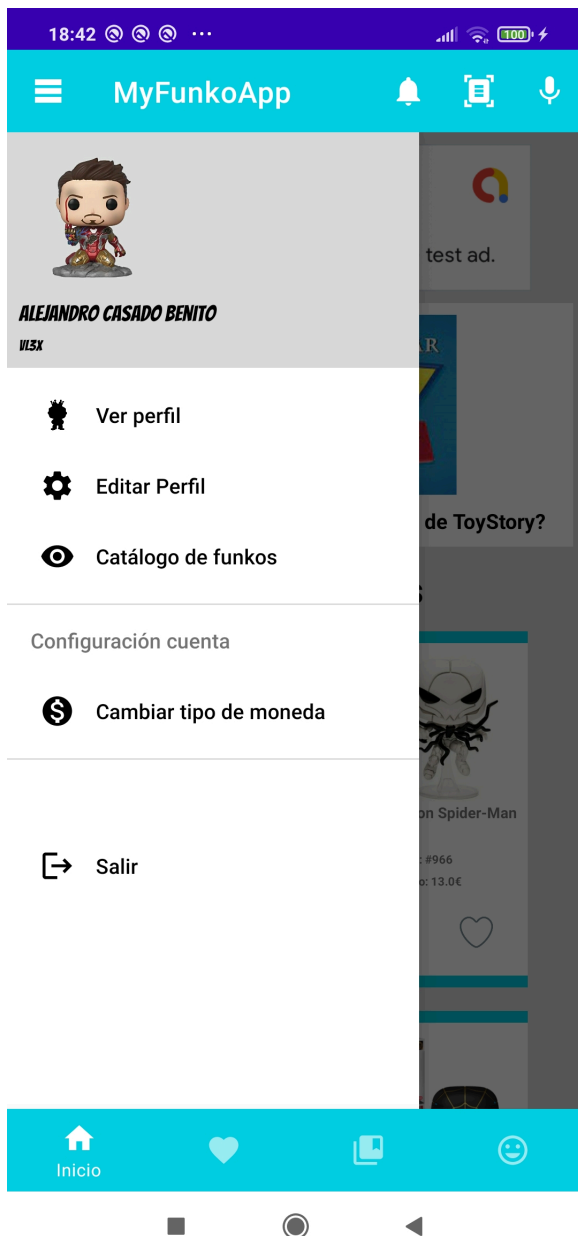 18:42
100
MyFunkoApp
test ad.
ALEJANDRO CASADO BENITO
VL3X
AR
de ToyStory?
Ver perfil
Editar Perfil
Catálogo de funkos
s
Configuración cuenta
Cambiar tipo de moneda
on Spider-Man
: #966
o: 13.0€
Salir
Inicio